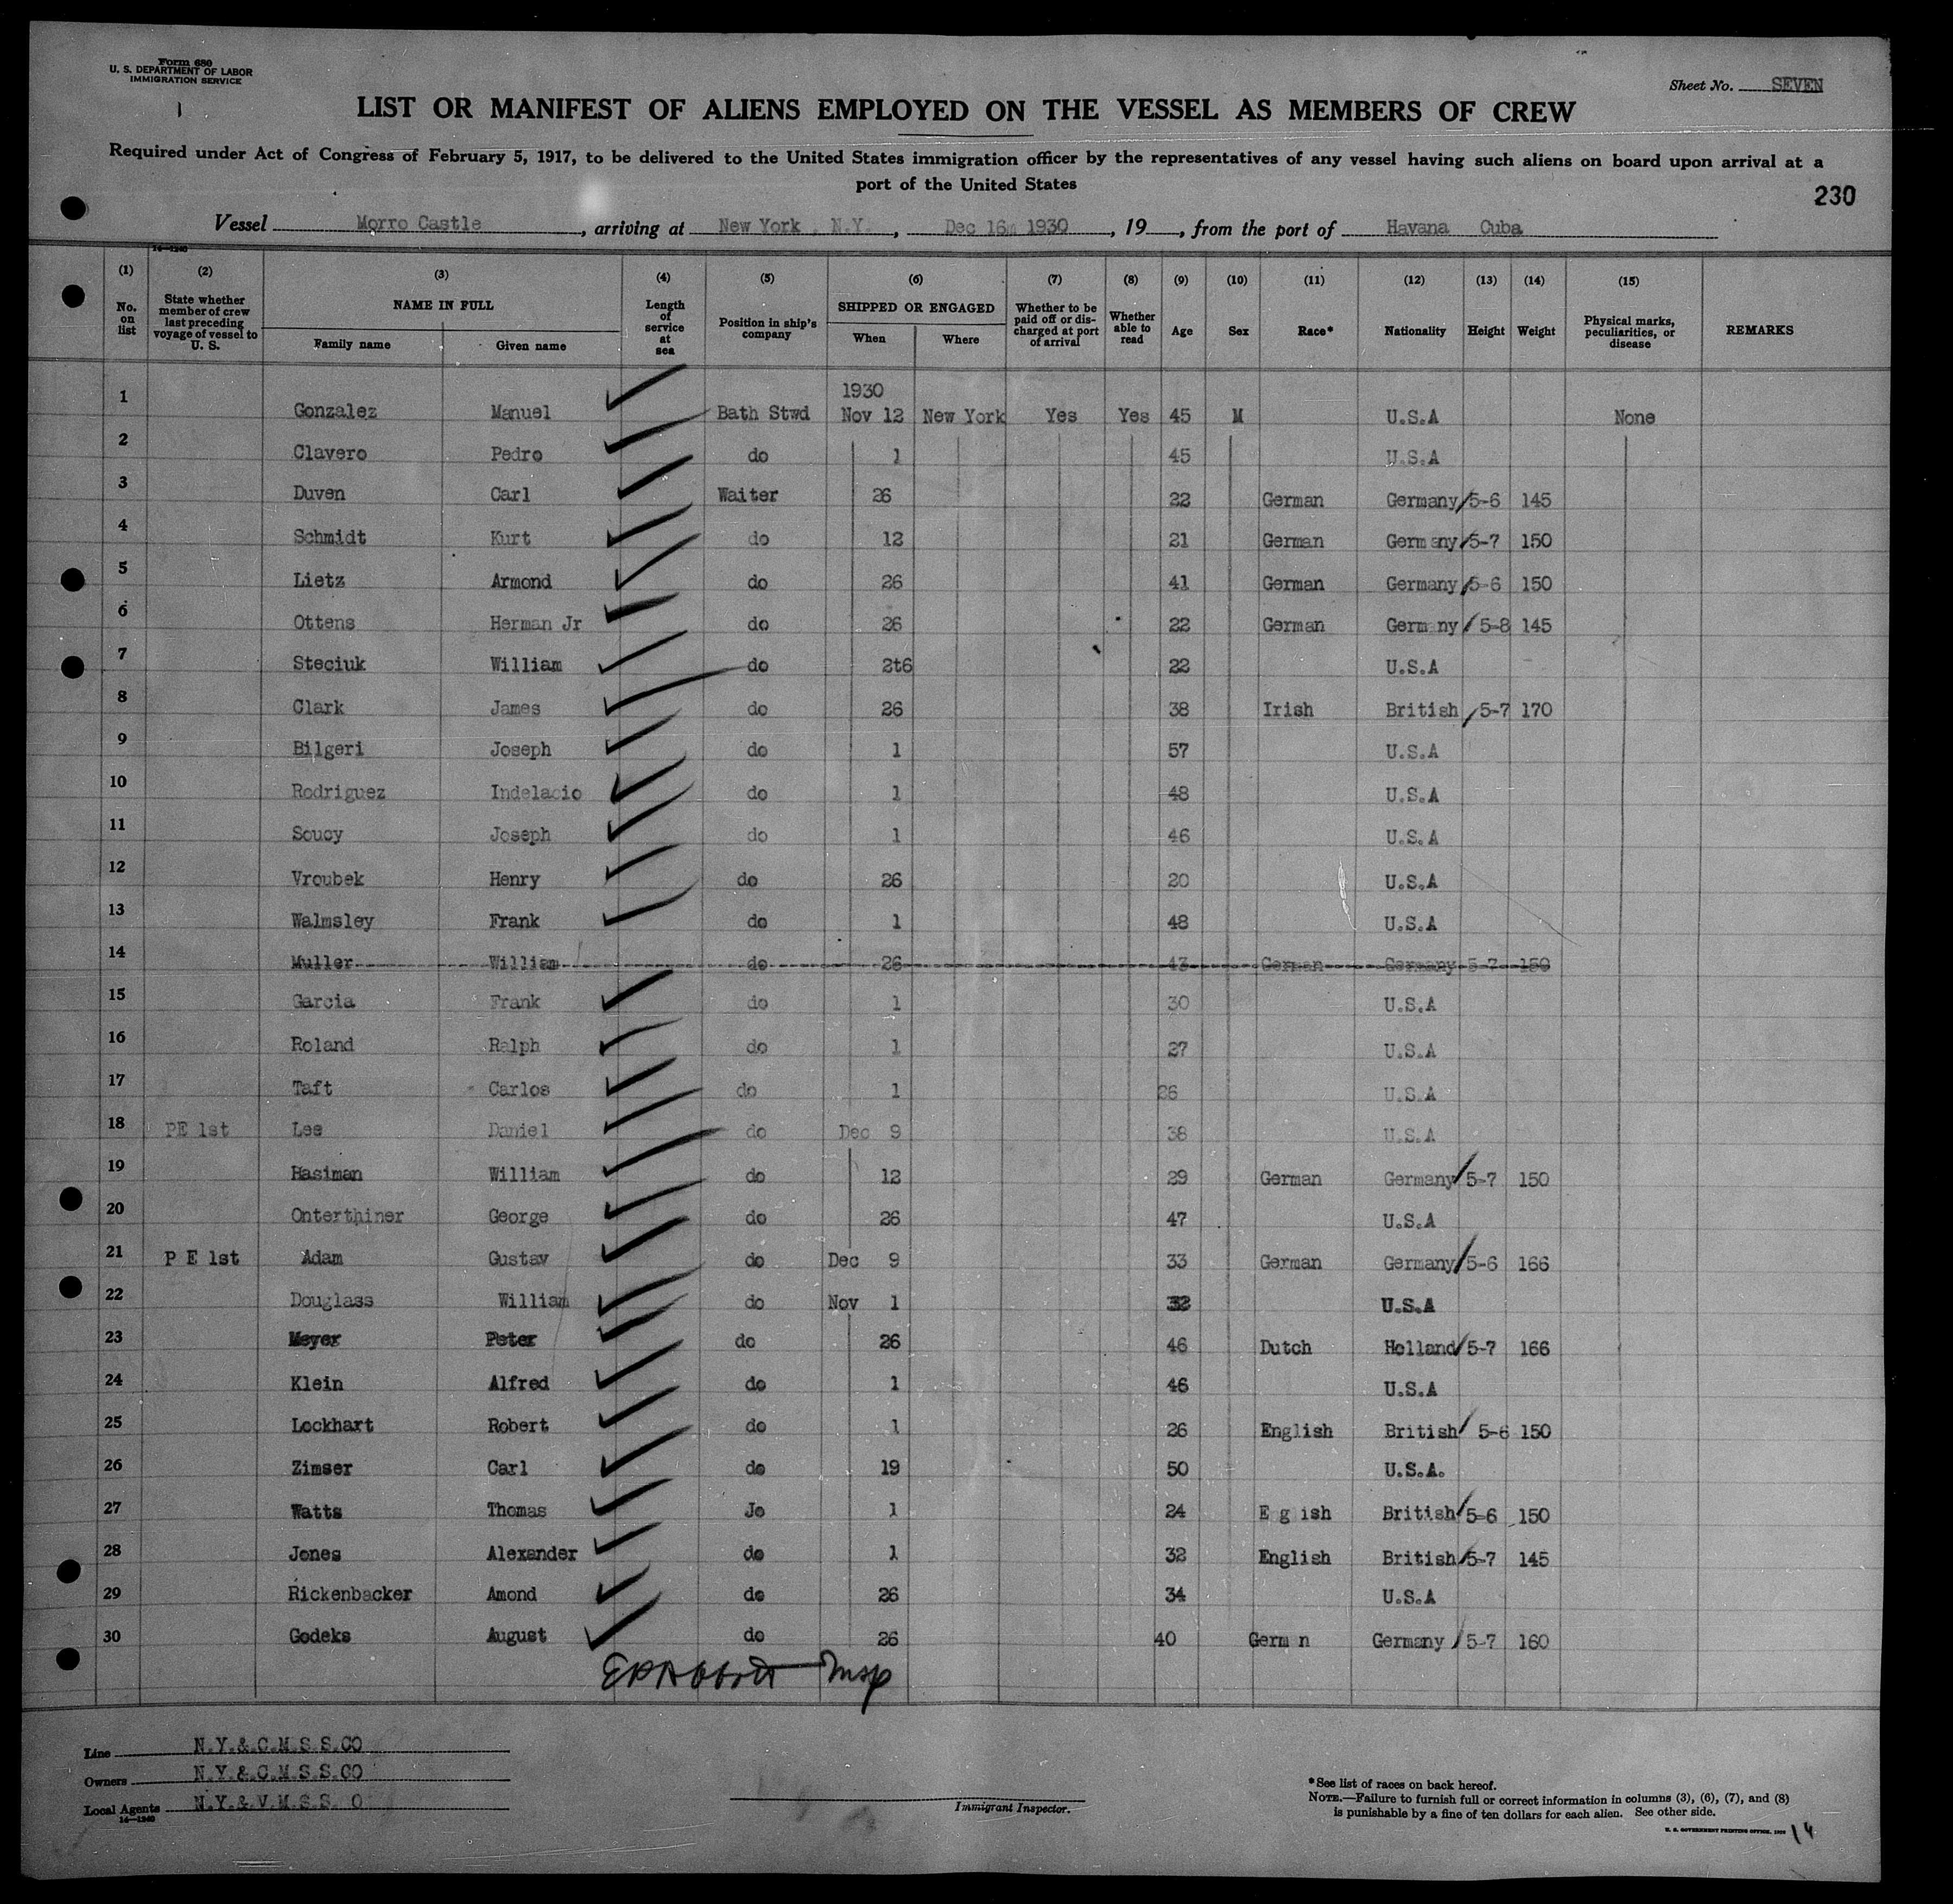 Form 680
U. S. DEPARTMENT OF LABOR
IMMIGRATION SERVICE
Sheet No. SEVEN
LIST OR MANIFEST OF ALIENS EMPLOYED ON THE VESSEL AS MEMBERS OF CREW
Required under Act of Congress of February 5, 1917, to be delivered to the United States immigration officer by the representatives of any vessel having such aliens on board upon arrival at a
port of the United States
230
Vessel Morro Castle, arriving at New York, N.Y., Dec 16 1930, 19, from the port of Havana Cuba
14—1240
(1) (2) (3) (4) (5) (6) (7) (8) (9) (10) (11) (12) (13) (14) (15)
No. on list State whether member of crew last preceding voyage of vessel to U. S. NAME IN FULL Family name Given name Length of service at sea Position in ship's company SHIPPED OR ENGAGED When Where Whether to be paid off or discharged at port of arrival Whether able to read Age Sex Race* Nationality Height Weight Physical marks, peculiarities, or disease REMARKS
1930
1 Gonzalez Manuel Bath Stwd Nov 12 New York Yes Yes 45 M U.S.A None
2 Clavero Pedro do 1 45 U.S.A
3 Duven Carl Waiter 26 22 German Germany 5-6 145
4 Schmidt Kurt do 12 21 German Germany 5-7 150
5 Lietz Armond do 26 41 German Germany 5-6 150
6 Ottens Herman Jr do 26 22 German Germany 5-8 145
7 Steciuk William do 2t6 22 U.S.A
8 Clark James do 26 38 Irish British 5-7 170
9 Bilgeri Joseph do 1 57 U.S.A
10 Rodriguez Indelacio do 1 48 U.S.A
11 Soucy Joseph do 1 46 U.S.A
12 Vroubek Henry do 26 20 U.S.A
13 Walmsley Frank do 1 48 U.S.A
14 Muller William do 26 43 German Germany 5-7 150
15 Garcia Frank do 1 30 U.S.A
16 Roland Ralph do 1 27 U.S.A
17 Taft Carlos do 1 26 U.S.A
18 PE 1st Lee Daniel do Dec 9 38 U.S.A
19 Hasiman William do 12 29 German Germany 5-7 150
20 Onterthiner George do 26 47 U.S.A
21 P E 1st Adam Gustav do Dec 9 33 German Germany 5-6 166
22 Douglass William do Nov 1 32 U.S.A
23 Meyer Peter do 26 46 Dutch Holland 5-7 166
24 Klein Alfred do 1 46 U.S.A
25 Lockhart Robert do 1 26 English British 5-6 150
26 Zimser Carl do 19 50 U.S.A.
27 Watts Thomas Jo 1 24 E g ish British 5-6 150
28 Jones Alexander do 1 32 English British 5-7 145
29 Rickenbacker Amond do 26 34 U.S.A
30 Godeks August do 26 40 Germ n Germany 5-7 160
Insp
Line N.Y.& C.M.S.S.CO
Owners N.Y.& C.M.S.S.CO
Local Agents N.Y.& V.M.S.S. O
14—1240
Immigrant Inspector.
*See list of races on back hereof.
NOTE.—Failure to furnish full or correct information in columns (3), (6), (7), and (8)
is punishable by a fine of ten dollars for each alien. See other side.
U. S. GOVERNMENT PRINTING OFFICE
14